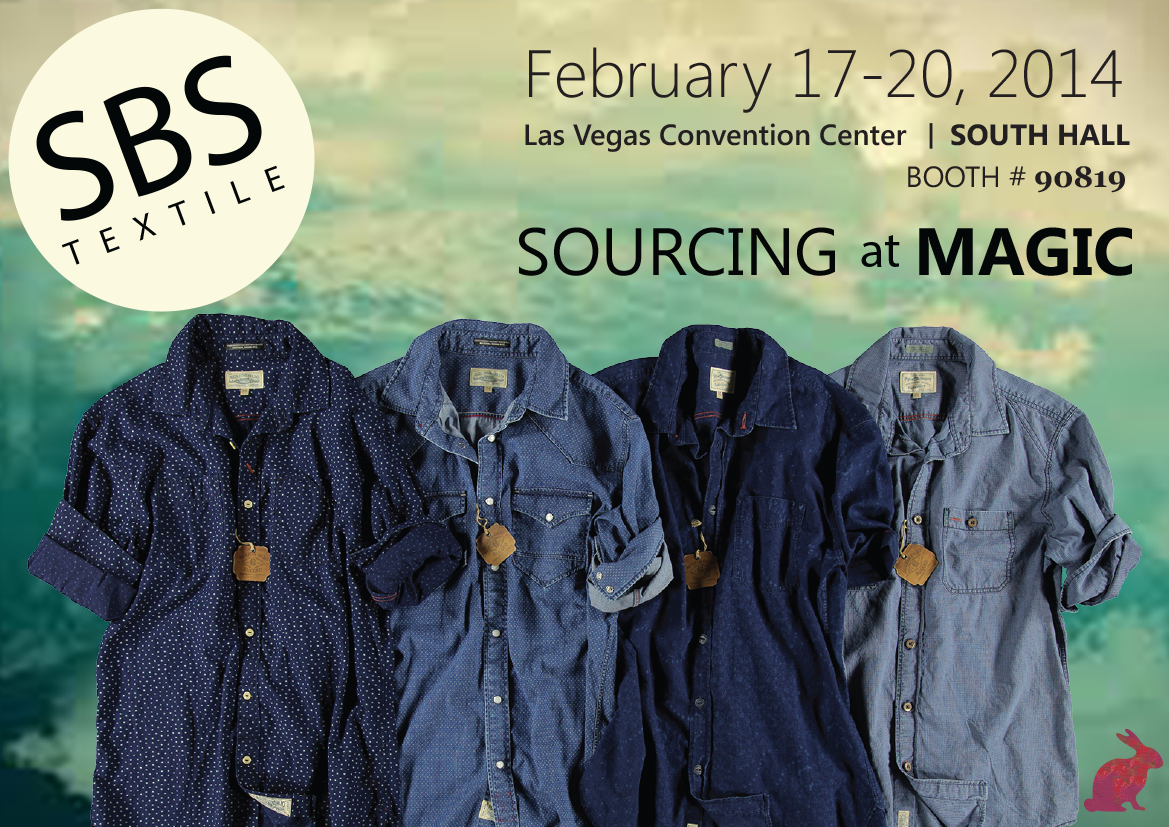 SBS
TEXTILE
February 17-20, 2014
Las Vegas Convention Center | SOUTH HALL
BOOTH # 90819
SOURCING at MAGIC